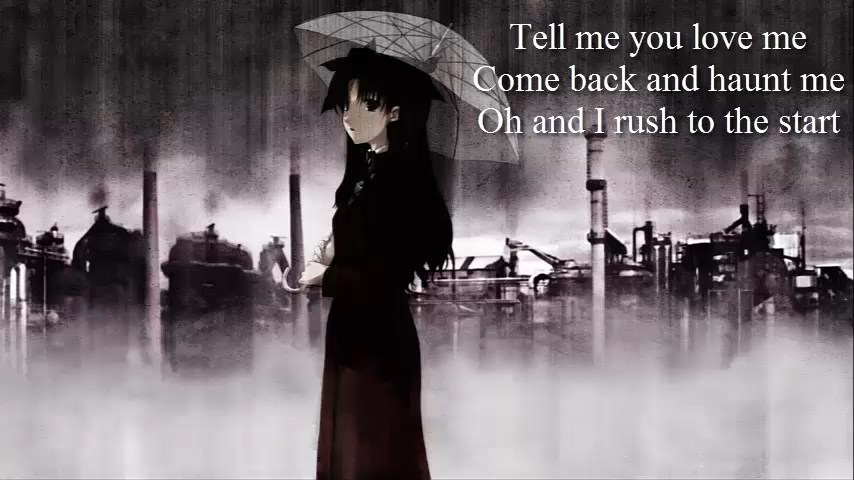 Tell me you love me
Come back and haunt me
Oh and I rush to the start